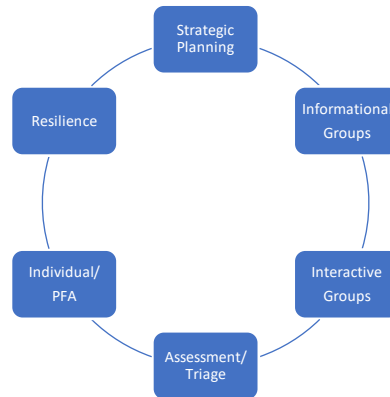 Strategic
Planning
Informational
Groups
Interactive
Groups
Assessment/
Triage
Individual/
PFA
Resilience